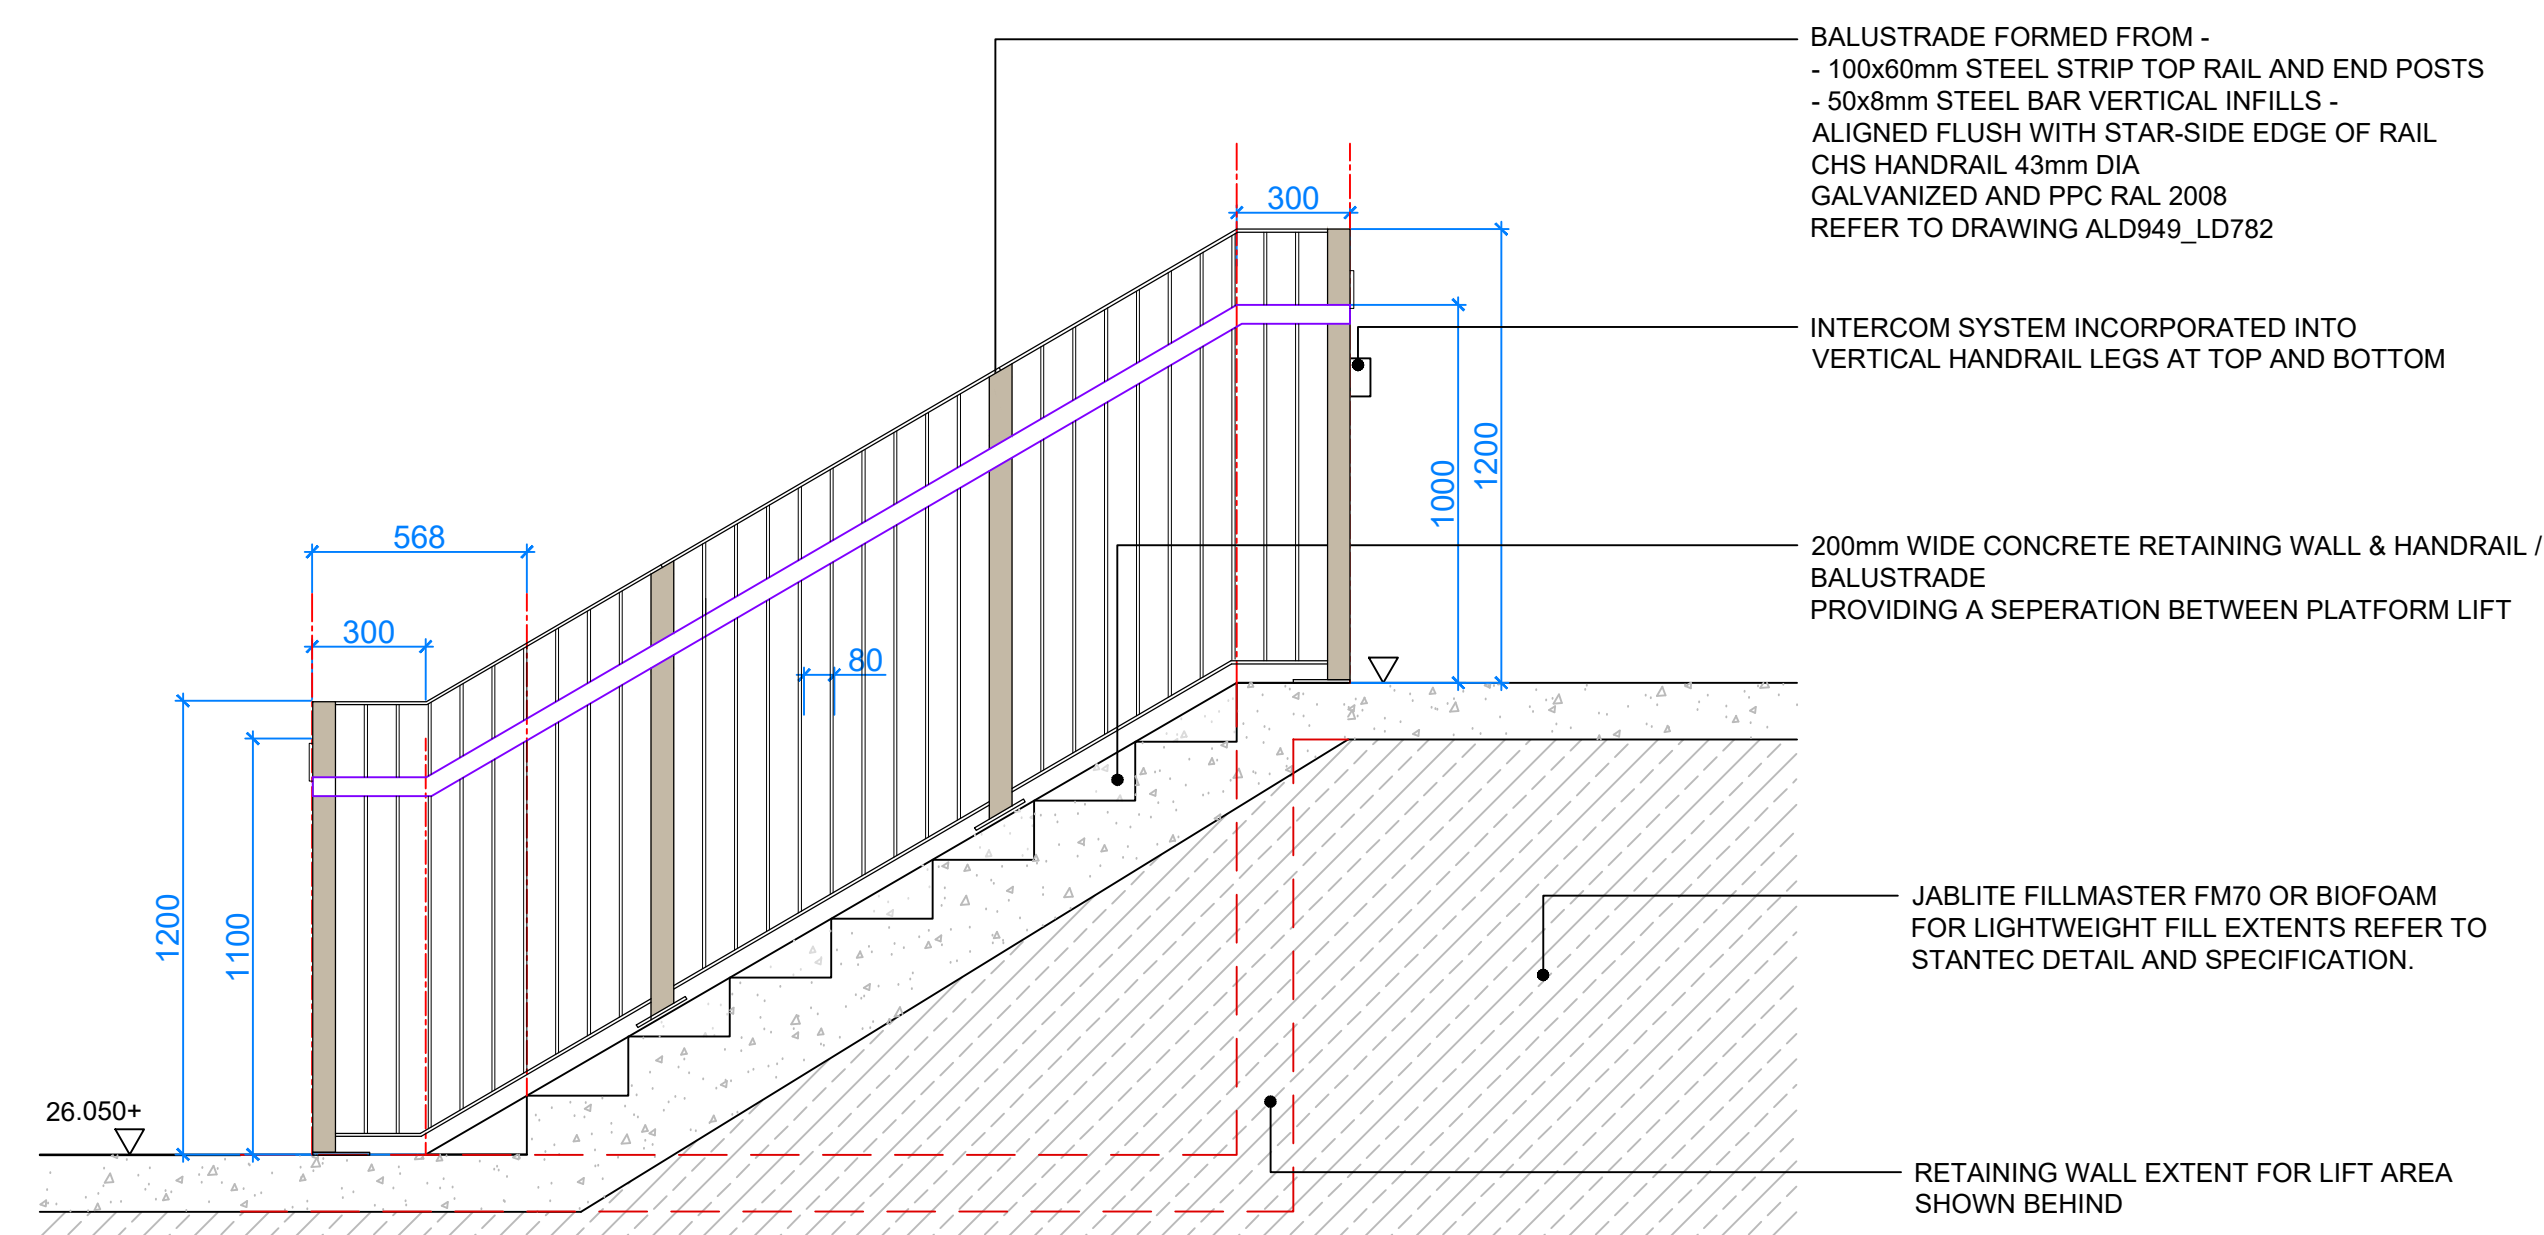 BALUSTRADE FORMED FROM -
- 100x60mm STEEL STRIP TOP RAIL AND END POSTS
- 50x8mm STEEL BAR VERTICAL INFILLS -
ALIGNED FLUSH WITH STAR-SIDE EDGE OF RAIL
CHS HANDRAIL 43mm DIA
GALVANIZED AND PPC RAL 2008
REFER TO DRAWING ALD949_LD782
300
INTERCOM SYSTEM INCORPORATED INTO
VERTICAL HANDRAIL LEGS AT TOP AND BOTTOM
1200
1000
568
200mm WIDE CONCRETE RETAINING WALL & HANDRAIL /
BALUSTRADE
PROVIDING A SEPERATION BETWEEN PLATFORM LIFT
300
80
1200
1100
JABLITE FILLMASTER FM70 OR BIOFOAM
FOR LIGHTWEIGHT FILL EXTENTS REFER TO
STANTEC DETAIL AND SPECIFICATION.
26.050+
RETAINING WALL EXTENT FOR LIFT AREA
SHOWN BEHIND